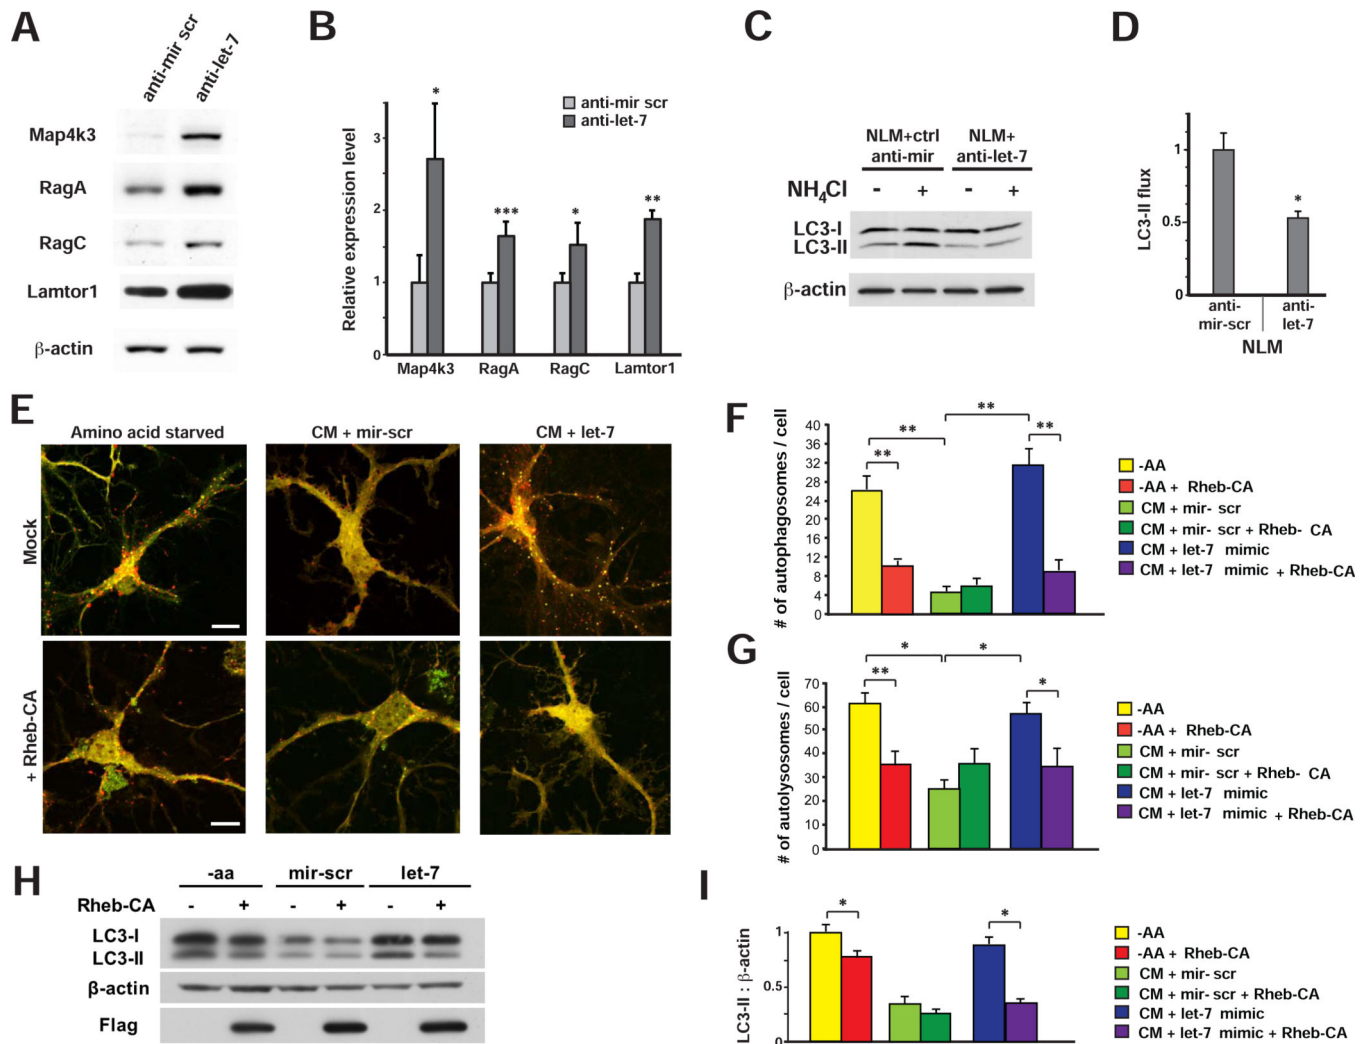 A
anti-mir scr
anti-let-7
Map4k3
RagA
RagC
Lamtor1
β-actin
B
Relative expression level
3
2
1
0
anti-mir scr
anti-let-7
*
***
*
**
Map4k3 RagA RagC Lamtor1
C
NLM+ctrl anti-mir
NLM+ anti-let-7
NH4Cl - + - +
LC3-I
LC3-II
β-actin
D
LC3-II flux
1
0.5
0
*
anti-mir-scr
anti-let-7
NLM
E
Amino acid starved CM + mir-scr CM + let-7
Mock
+ Rheb-CA
F
# of autophagosomes / cell
40
36
32
28
24
20
16
12
8
4
0
**
**
**
**
-AA
-AA + Rheb-CA
CM + mir- scr
CM + mir- scr + Rheb- CA
CM + let-7 mimic
CM + let-7 mimic + Rheb-CA
G
# of autolysosomes / cell
70
60
50
40
30
20
10
0
*
*
**
*
-AA
-AA + Rheb-CA
CM + mir- scr
CM + mir- scr + Rheb- CA
CM + let-7 mimic
CM + let-7 mimic + Rheb-CA
H
-aa mir-scr let-7
Rheb-CA - + - + - +
LC3-I
LC3-II
β-actin
Flag
I
LC3-II : β-actin
1
0.5
0
*
*
-AA
-AA + Rheb-CA
CM + mir- scr
CM + mir- scr + Rheb-CA
CM + let-7 mimic
CM + let-7 mimic + Rheb-CA